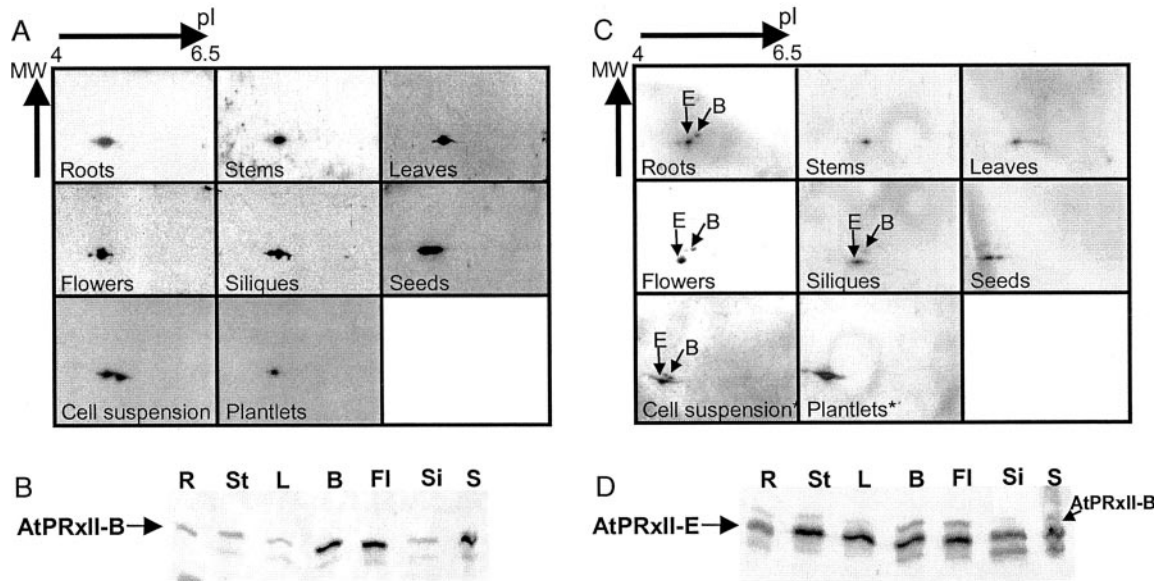 A
pI
4 6.5
MW
Roots Stems Leaves
Flowers Siliques Seeds
Cell suspension Plantlets
B
R St L B Fl Si S
AtPRxII-B
C
pI
4 6.5
MW
E B
Roots Stems Leaves
E B E B
Flowers Siliques Seeds
E B
Cell suspension* Plantlets*
D
R St L B Fl Si S
AtPRxII-E
AtPRxII-B